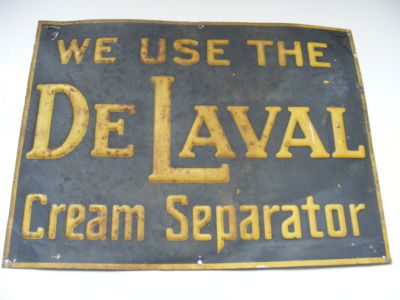 WE USE THE
DE LAVAL
Cream Separator